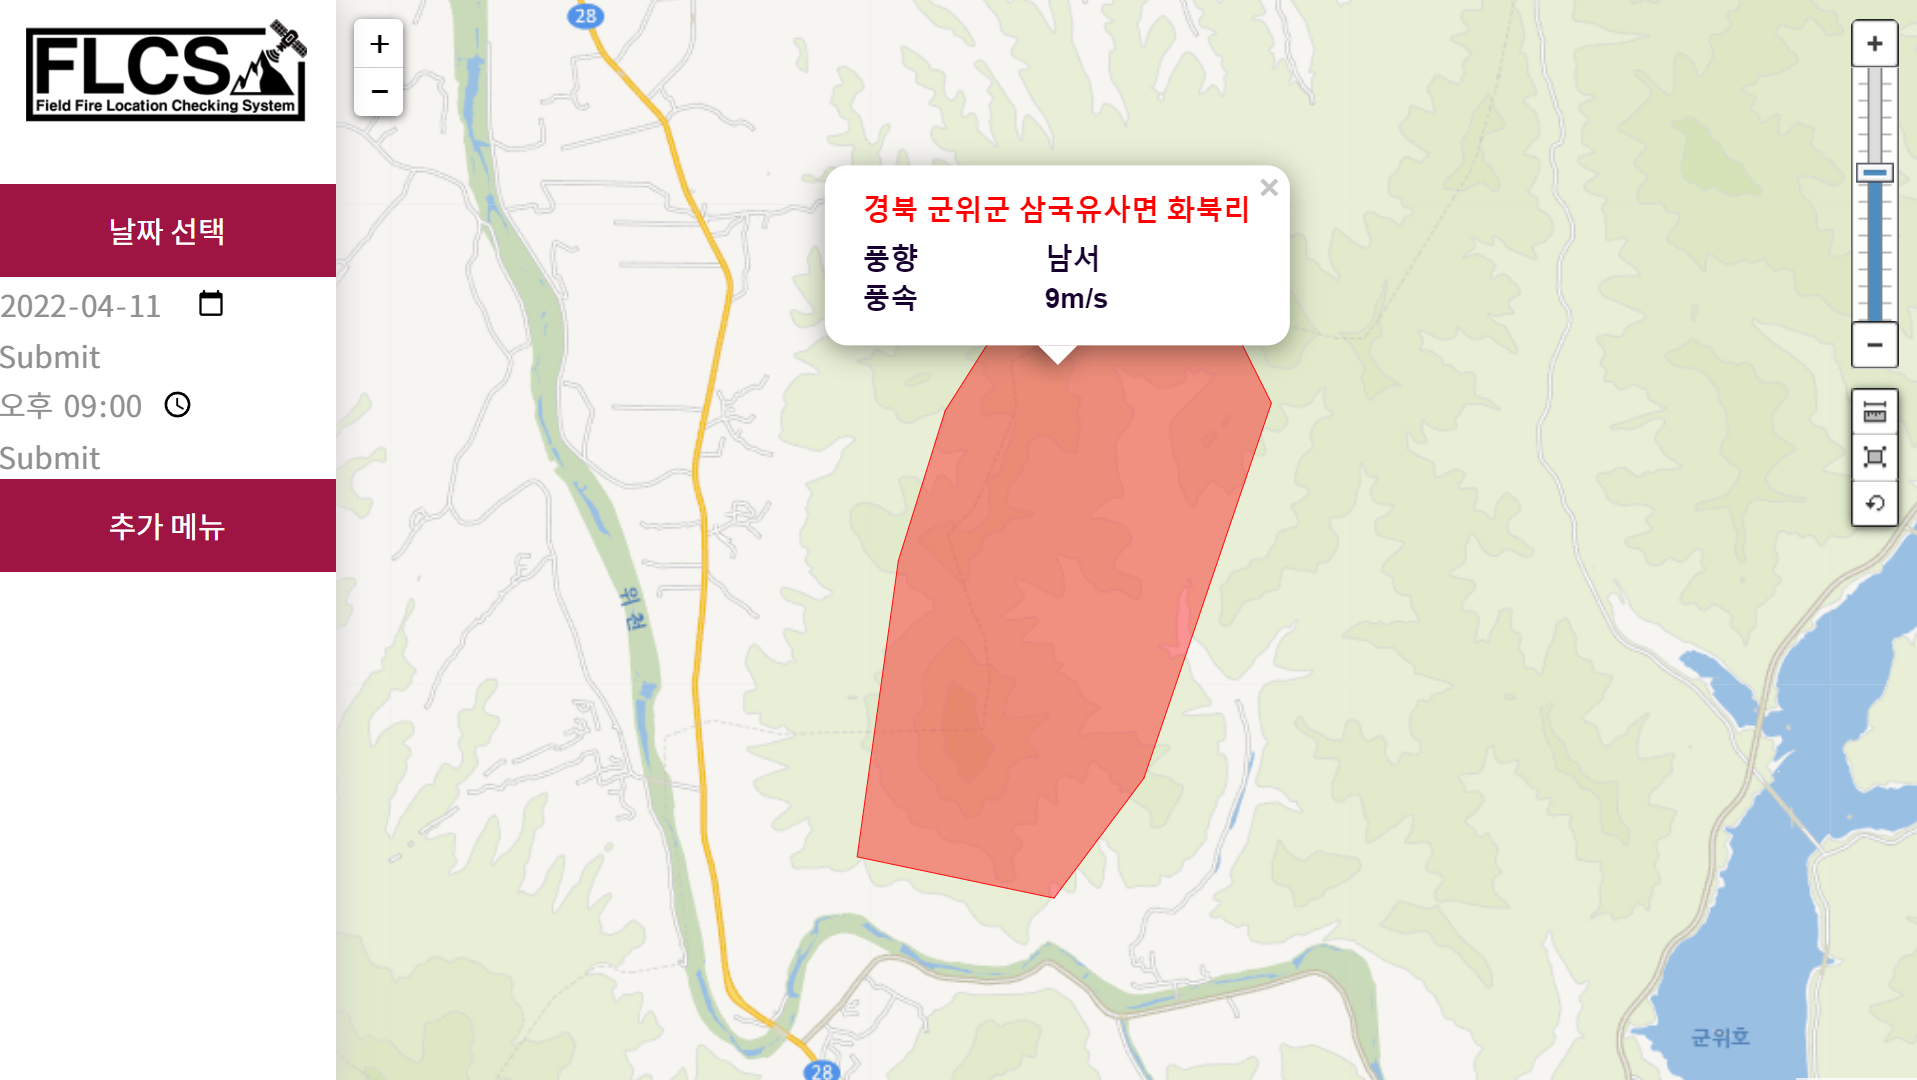 FLCS
Field Fire Location Checking System
날짜 선택
2022-04-11
Submit
오후 09:00
Submit
추가 메뉴
28
+
−
경북 군위군 삼국유사면 화북리
×
풍향 남서
풍속 9m/s
위천
28
군위호
+
−